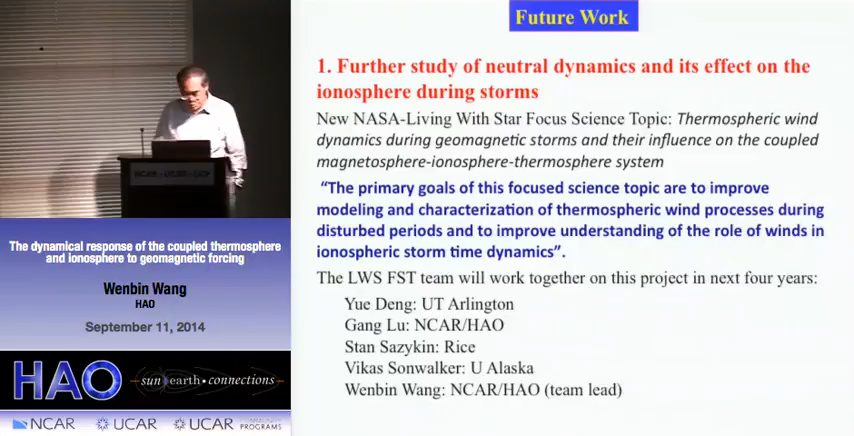 Future Work
1. Further study of neutral dynamics and its effect on the
ionosphere during storms
New NASA-Living With Star Focus Science Topic: Thermospheric wind
dynamics during geomagnetic storms and their influence on the coupled
magnetosphere-ionosphere-thermosphere system
“The primary goals of this focused science topic are to improve
modeling and characterization of thermospheric wind processes during
disturbed periods and to improve understanding of the role of winds in
ionospheric storm time dynamics”.
The LWS FST team will work together on this project in next four years:
Yue Deng: UT Arlington
Gang Lu: NCAR/HAO
Stan Sazykin: Rice
Vikas Sonwalker: U Alaska
Wenbin Wang: NCAR/HAO (team lead)
The dynamical response of the coupled thermosphere
and ionosphere to geomagnetic forcing
Wenbin Wang
HAO
September 11, 2014
HAO
sun earth • connections
NCAR UCAR UCAR
PROGRAMS